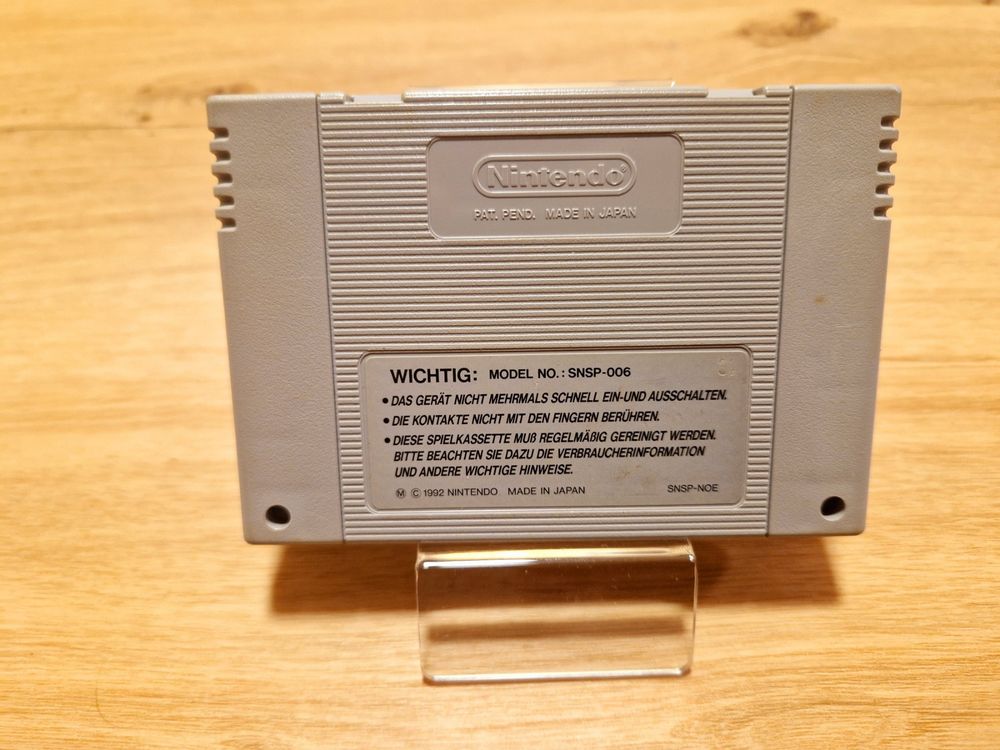 Nintendo®
PAT. PEND. MADE IN JAPAN
WICHTIG: MODEL NO.: SNSP-006
• DAS GERÄT NICHT MEHRMALS SCHNELL EIN-UND AUSSCHALTEN.
• DIE KONTAKTE NICHT MIT DEN FINGERN BERÜHREN.
• DIESE SPIELKASSETTE MUß REGELMÄßIG GEREINIGT WERDEN.
BITTE BEACHTEN SIE DAZU DIE VERBRAUCHERINFORMATION
UND ANDERE WICHTIGE HINWEISE.
Ⓜ © 1992 NINTENDO MADE IN JAPAN SNSP-NOE